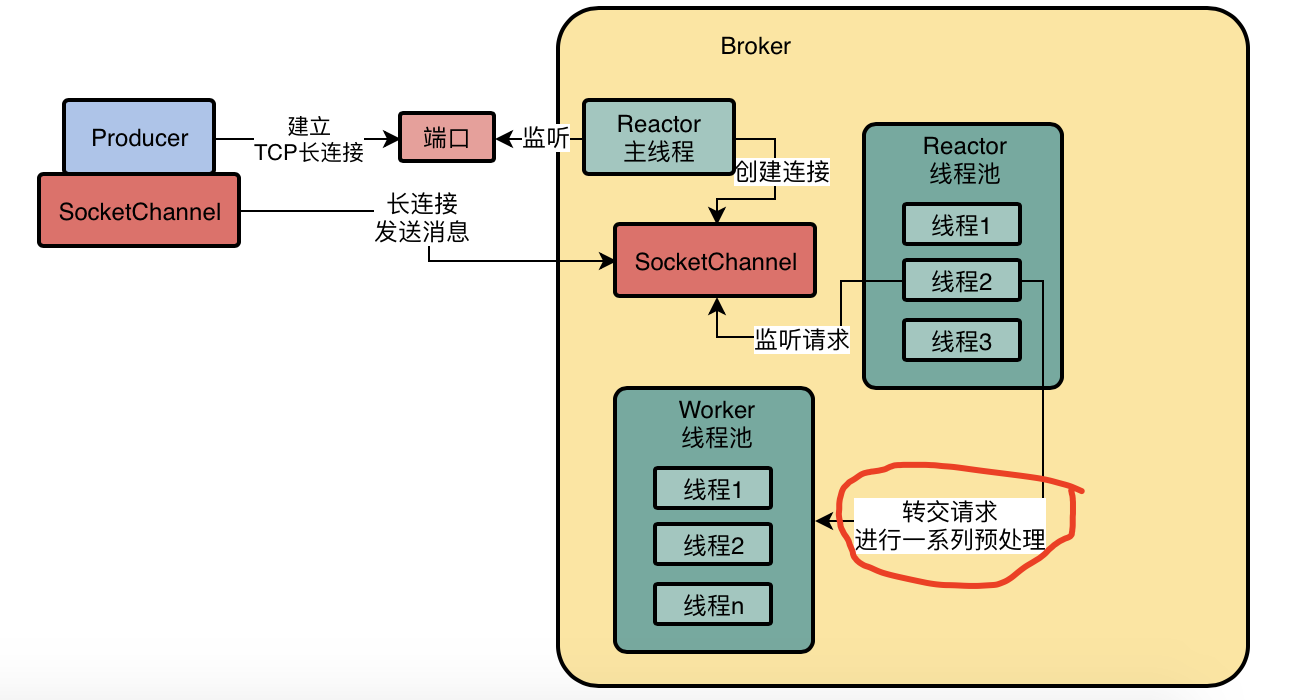 Broker
Producer
建立
TCP长连接
端口
监听
Reactor
主线程
创建连接
SocketChannel
长连接
发送消息
SocketChannel
监听请求
Reactor
线程池
线程1
线程2
线程3
Worker
线程池
线程1
线程2
线程n
转交请求
进行一系列预处理